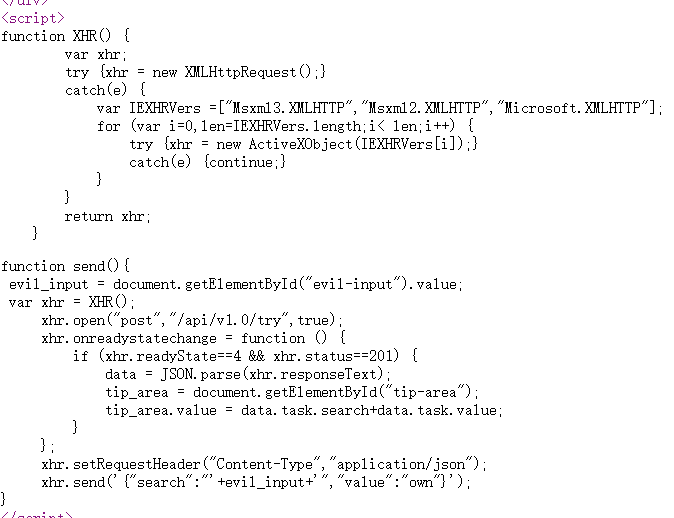 </div>
<script>
function XHR() {
        var xhr;
        try {xhr = new XMLHttpRequest();}
        catch(e) {
            var IEXHRVers =["Msxml3.XMLHTTP","Msxml2.XMLHTTP","Microsoft.XMLHTTP"];
            for (var i=0,len=IEXHRVers.length;i< len;i++) {
                try {xhr = new ActiveXObject(IEXHRVers[i]);}
                catch(e) {continue;}
            }
        }
        return xhr;
    }
function send(){
 evil_input = document.getElementById("evil-input").value;
 var xhr = XHR();
     xhr.open("post","/api/v1.0/try",true);
     xhr.onreadystatechange = function () {
         if (xhr.readyState==4 && xhr.status==201) {
             data = JSON.parse(xhr.responseText);
             tip_area = document.getElementById("tip-area");
             tip_area.value = data.task.search+data.task.value;
         }
     };
     xhr.setRequestHeader("Content-Type","application/json");
     xhr.send('{"search":"'+evil_input+'","value":"own"}');
}
</script>